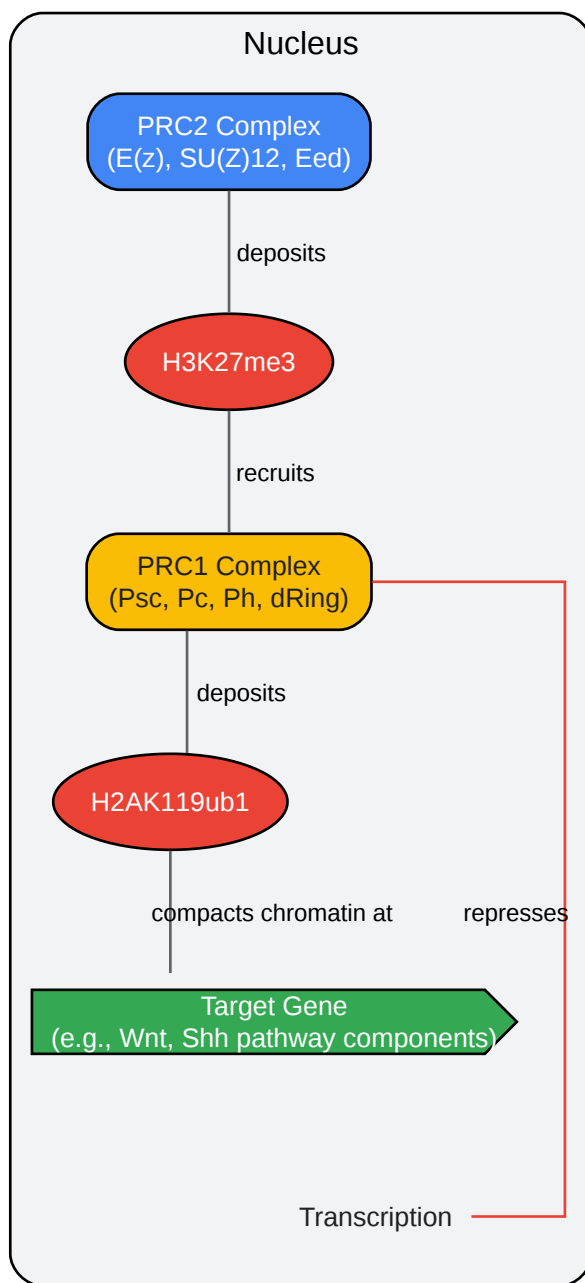 Nucleus
PRC2 Complex
(E(z), SU(Z)12, Eed)
deposits
H3K27me3
recruits
PRC1 Complex
(Psc, Pc, Ph, dRing)
deposits
H2AK119ub1
compacts chromatin at
represses
Target Gene
(e.g., Wnt, Shh pathway components)
Transcription